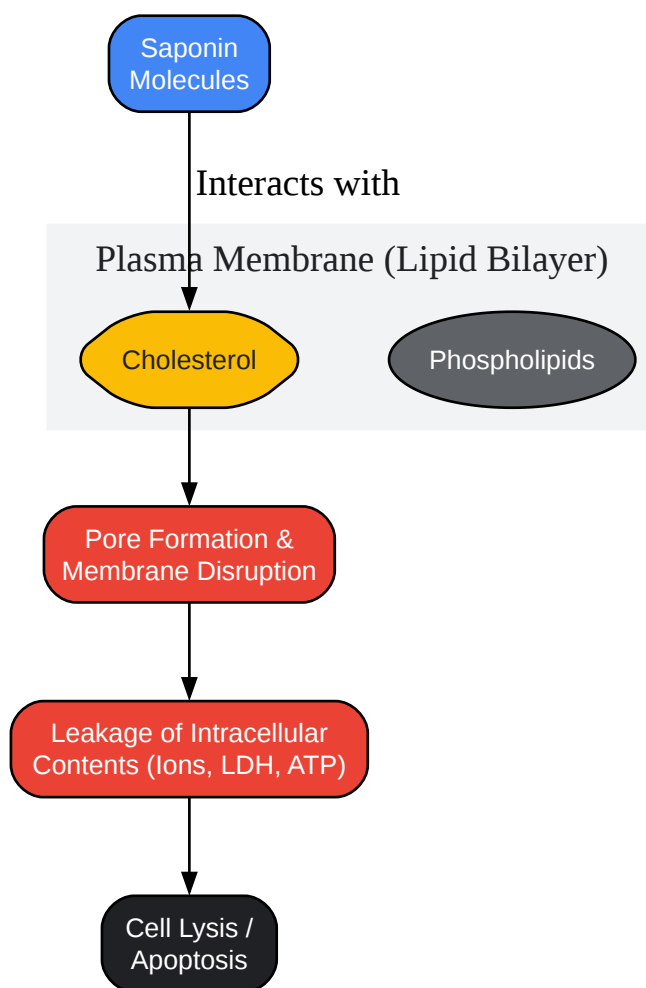 Saponin
Molecules
Interacts with
Plasma Membrane (Lipid Bilayer)
Cholesterol
Phospholipids
Pore Formation &
Membrane Disruption
Leakage of Intracellular
Contents (Ions, LDH, ATP)
Cell Lysis /
Apoptosis